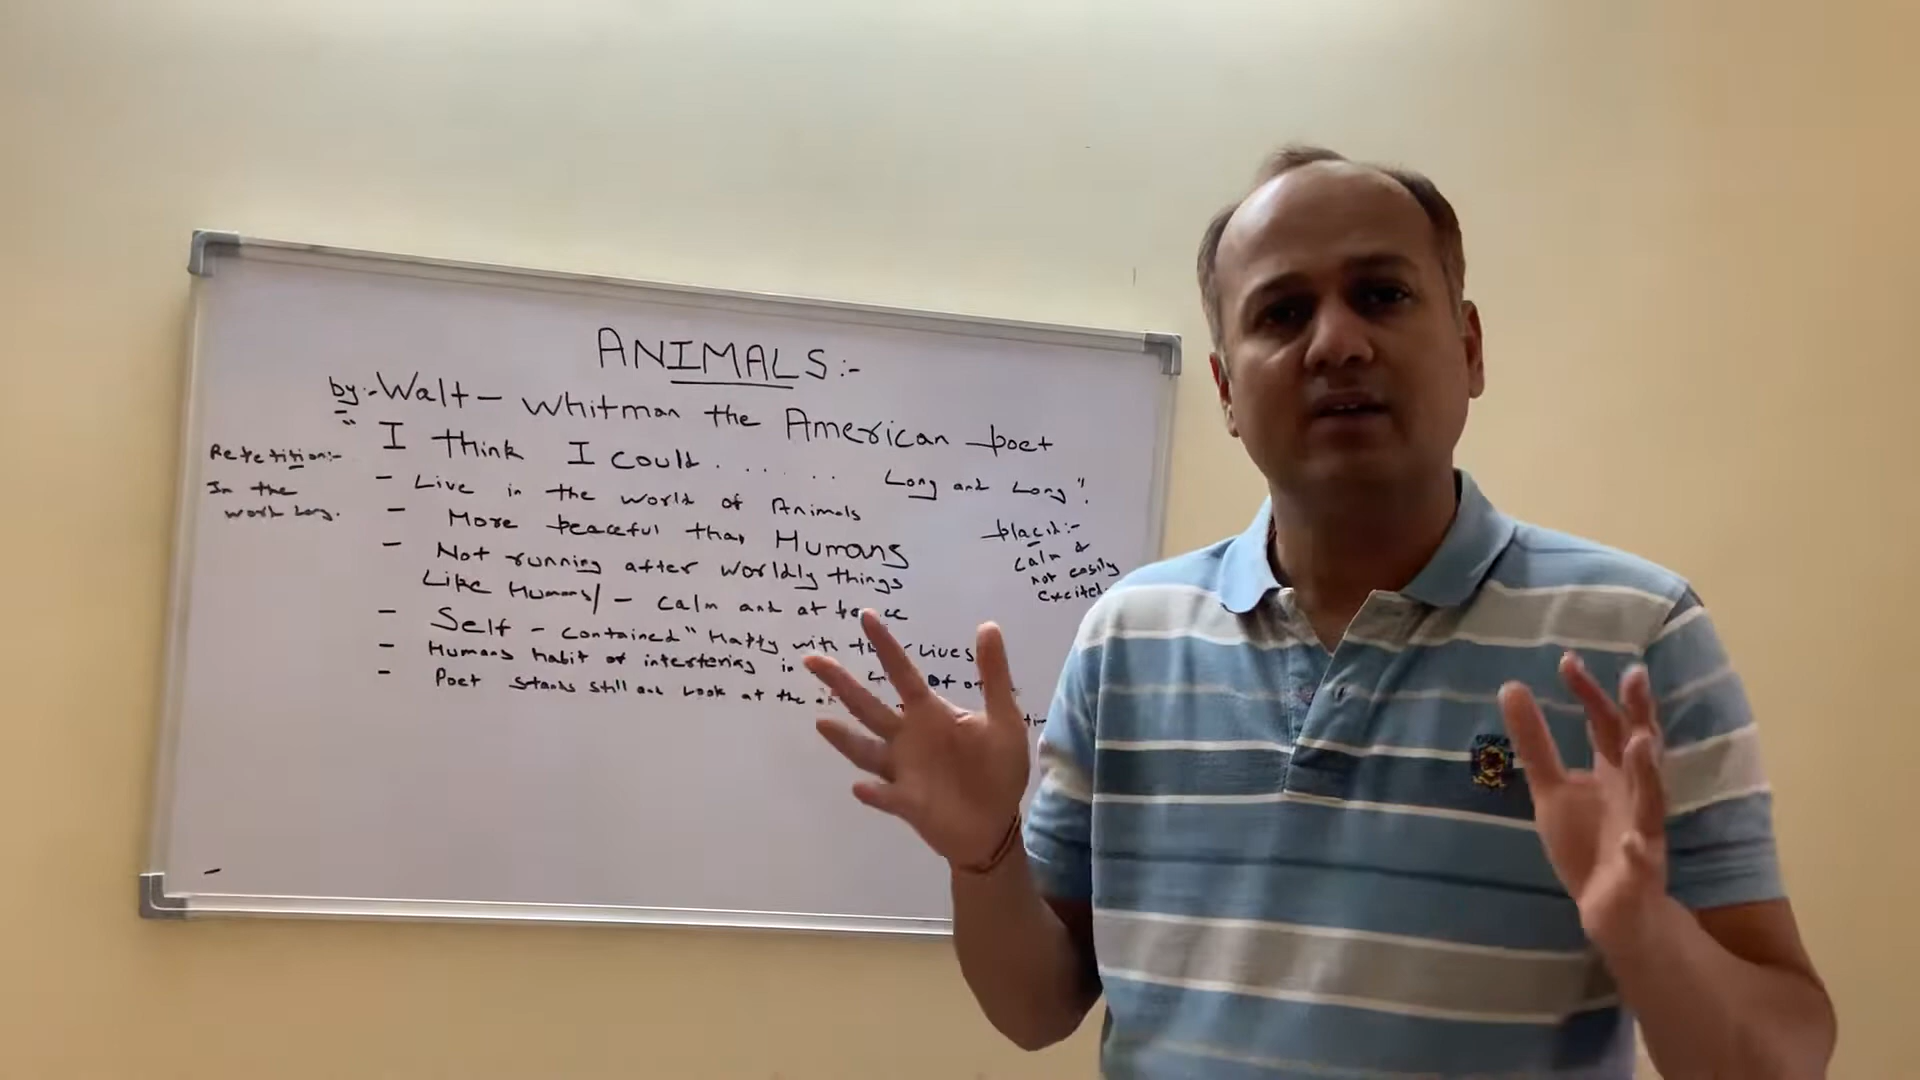 ANIMALS:-
by:- Walt - Whitman the American poet
"I think I could . . . . . . . Long and Long".
Repetition:-
In the
word Long.
- Live in the world of Animals
- More peaceful than Humans
- Not running after worldly things
Like Humans/ - calm and at
placid:-
calm &
not easily
excited
- Self - contained "Happy with their Lives
- Humans habit of interfering in of
- Poet stands still and Look at the